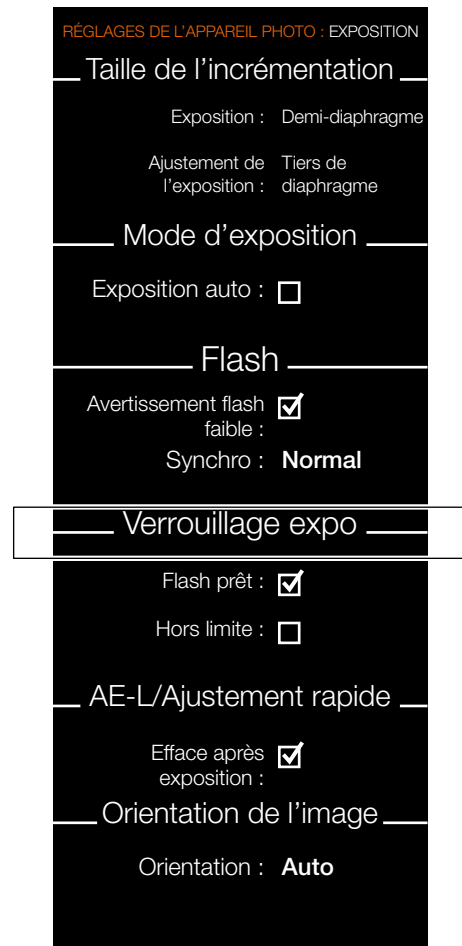 RÉGLAGES DE L'APPAREIL PHOTO : EXPOSITION
Taille de l'incrémentation
Exposition : Demi-diaphragme
Ajustement de Tiers de
l'exposition : diaphragme
Mode d'exposition
Exposition auto :
Flash
Avertissement flash
faible :
Synchro : Normal
Verrouillage expo
Flash prêt :
Hors limite :
AE-L/Ajustement rapide
Efface après
exposition :
Orientation de l'image
Orientation : Auto